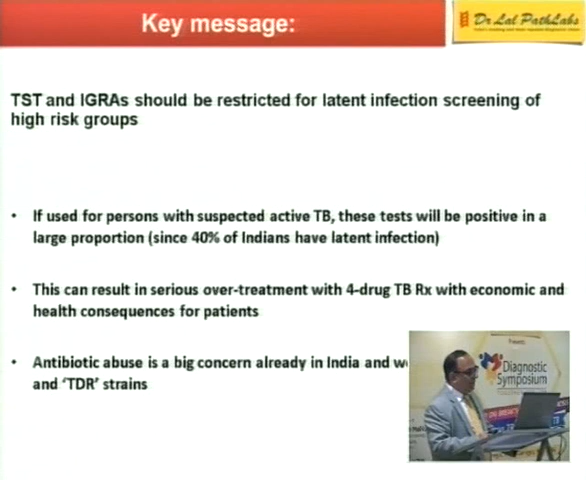 Key message:
Dr Lal PathLabs
TST and IGRAs should be restricted for latent infection screening of
high risk groups
• If used for persons with suspected active TB, these tests will be positive in a
large proportion (since 40% of Indians have latent infection)
• This can result in serious over-treatment with 4-drug TB Rx with economic and
health consequences for patients
• Antibiotic abuse is a big concern already in India and
and ‘TDR’ strains
Presents
Diagnostic
Symposium